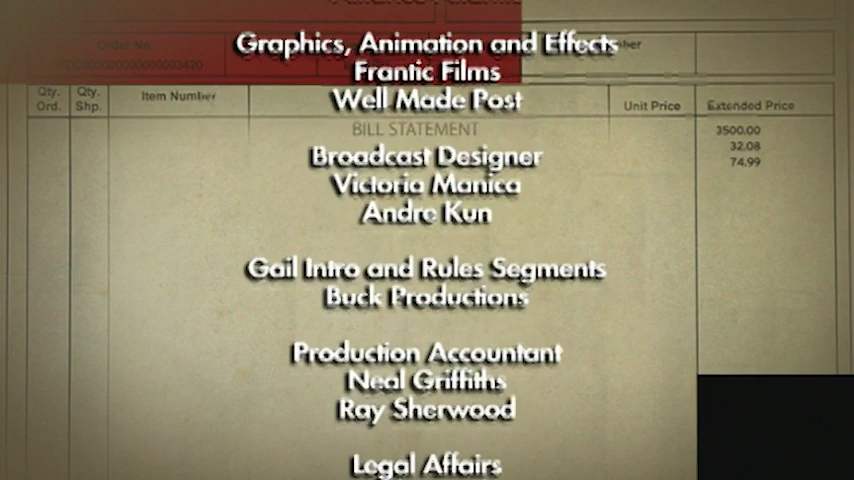 Order No.
Graphics, Animation and Effects
Frantic Films
Qty. Ord.
Qty. Shp.
Item Number
Well Made Post
Unit Price
Extended Price
BILL STATEMENT
3500.00
32.08
74.99
Broadcast Designer
Victoria Manica
Andre Kun
Gail Intro and Rules Segments
Buck Productions
Production Accountant
Neal Griffiths
Ray Sherwood
Legal Affairs